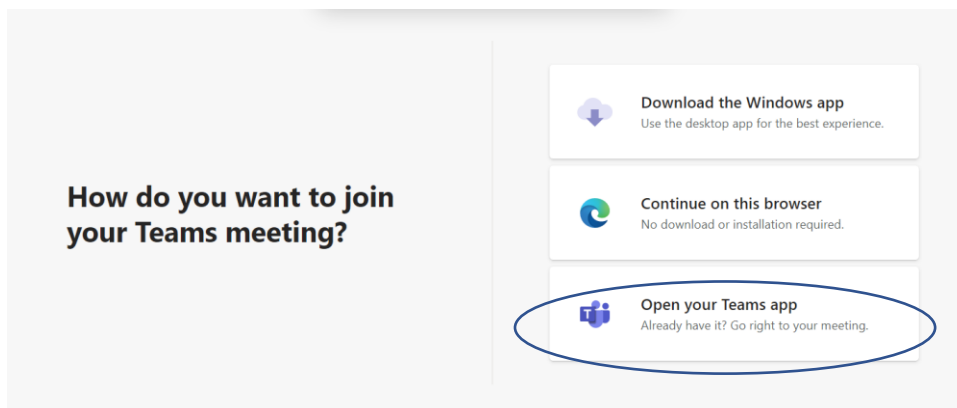 How do you want to join
your Teams meeting?
Download the Windows app
Use the desktop app for the best experience.
Continue on this browser
No download or installation required.
Open your Teams app
Already have it? Go right to your meeting.